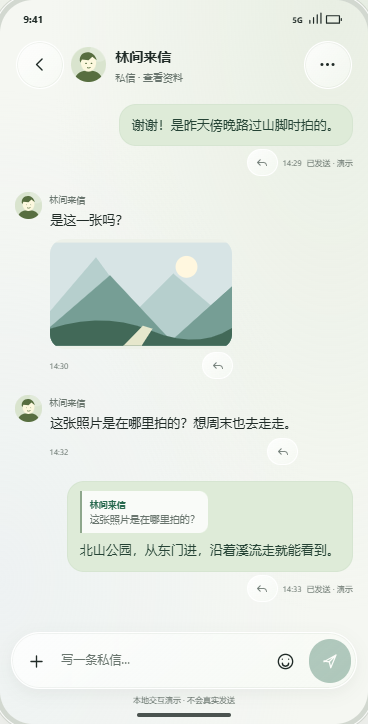 9:41
5G
林间来信
私信 · 查看资料
谢谢！是昨天傍晚路过山脚时拍的。
14:29 已发送 · 演示
林间来信
是这一张吗？
14:30
林间来信
这张照片是在哪里拍的？想周末也去走走。
14:32
林间来信
这张照片是在哪里拍的？
北山公园，从东门进，沿着溪流走就能看到。
14:33 已发送 · 演示
写一条私信...
本地交互演示 · 不会真实发送